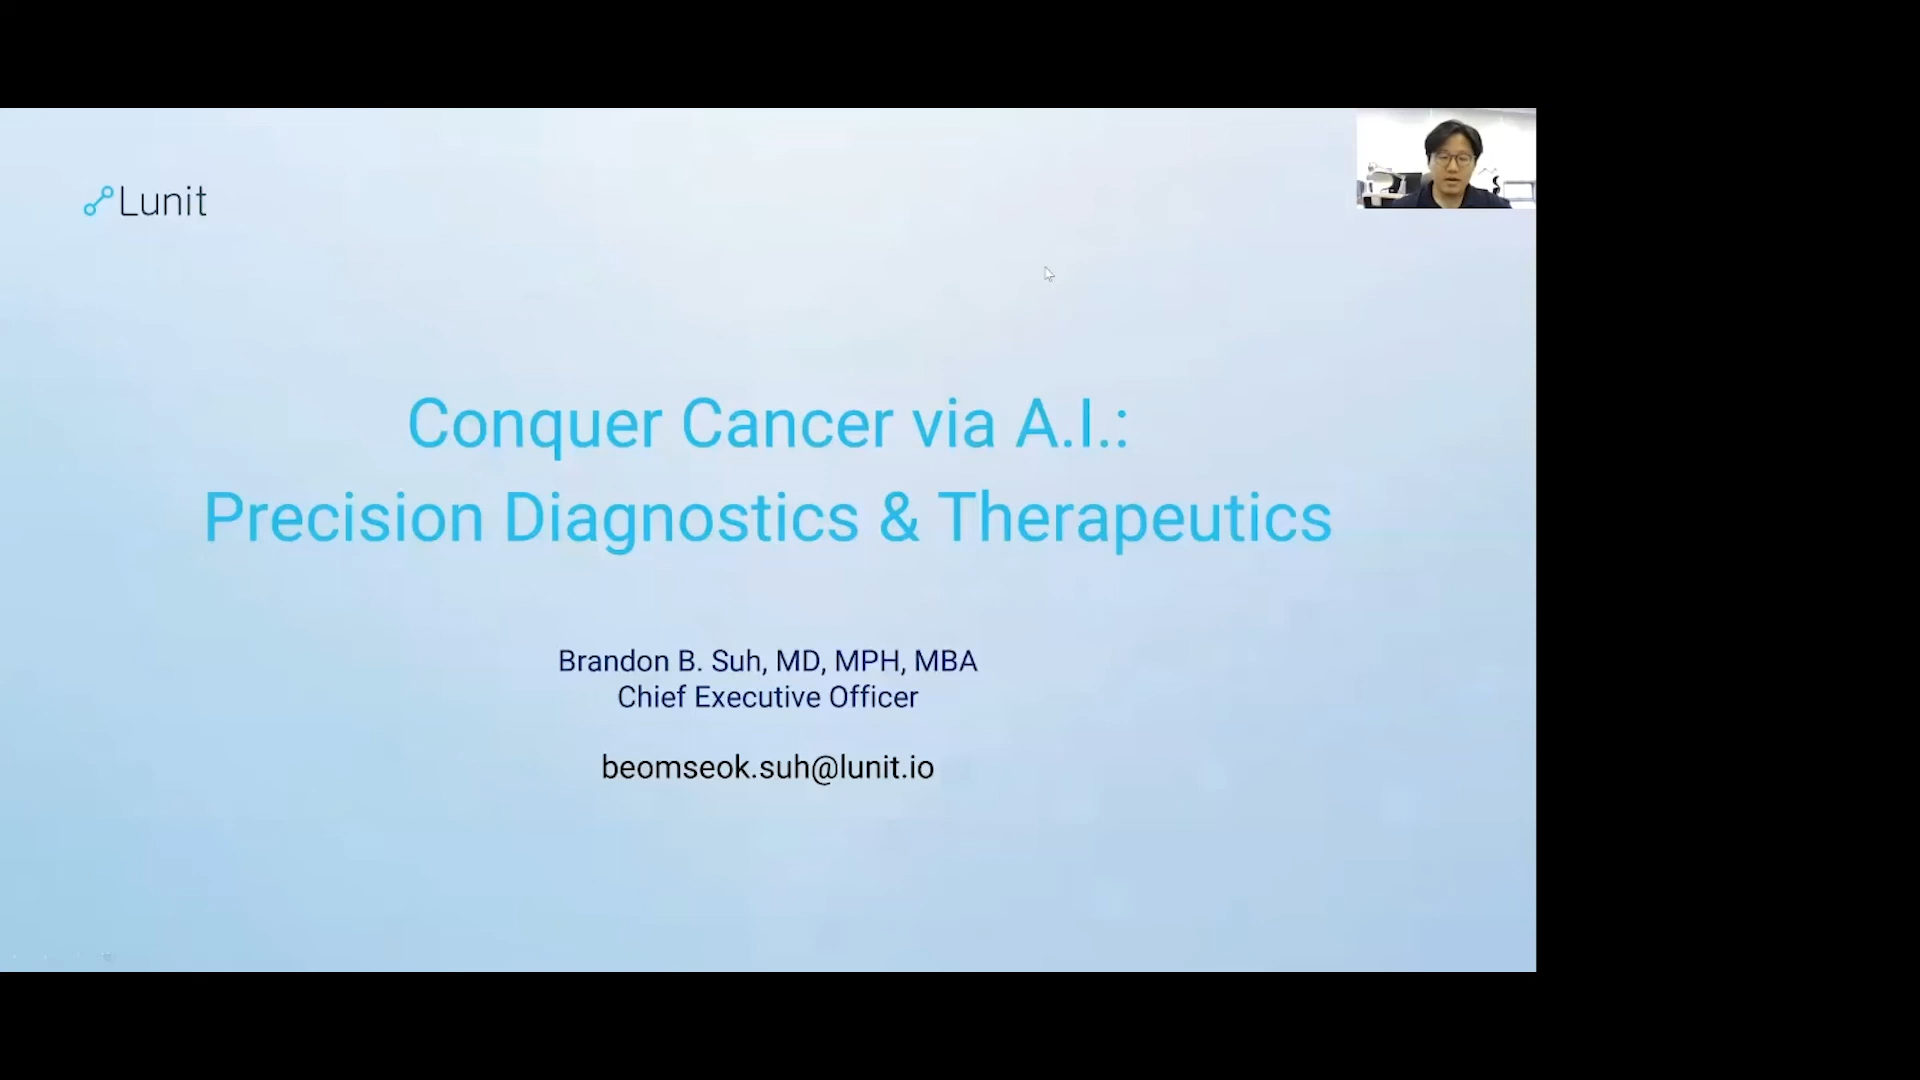 Lunit
Conquer Cancer via A.I.:
Precision Diagnostics & Therapeutics
Brandon B. Suh, MD, MPH, MBA
Chief Executive Officer
beomseok.suh@lunit.io